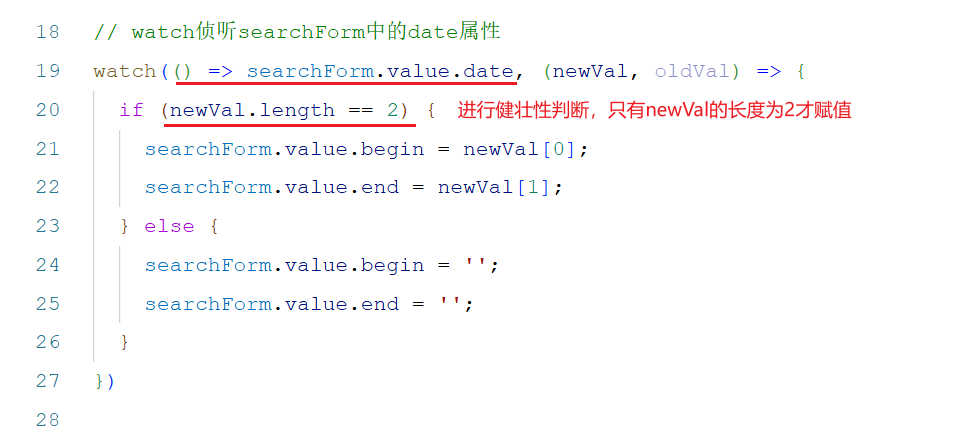 18 // watch侦听searchForm中的date属性
19 watch(() => searchForm.value.date, (newVal, oldVal) => {
20 if (newVal.length == 2) { 进行健壮性判断，只有newVal的长度为2才赋值
21 searchForm.value.begin = newVal[0];
22 searchForm.value.end = newVal[1];
23 } else {
24 searchForm.value.begin = '';
25 searchForm.value.end = '';
26 }
27 })
28